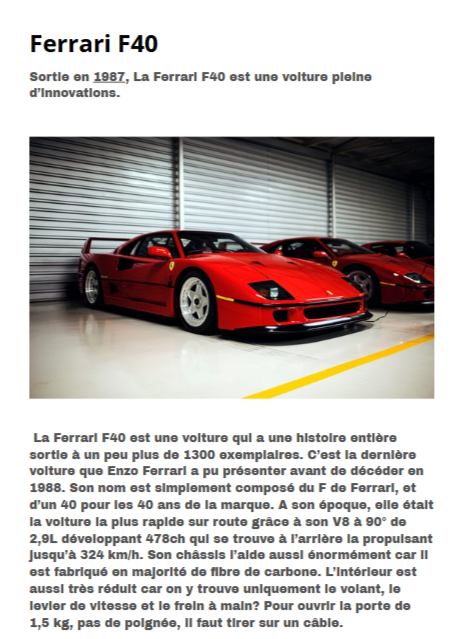 Ferrari F40
Sortie en 1987, La Ferrari F40 est une voiture pleine
d'innovations.
La Ferrari F40 est une voiture qui a une histoire entière
sortie à un peu plus de 1300 exemplaires. C'est la dernière
voiture que Enzo Ferrari a pu présenter avant de décéder en
1988. Son nom est simplement composé du F de Ferrari, et
d'un 40 pour les 40 ans de la marque. A son époque, elle était
la voiture la plus rapide sur route grâce à son V8 à 90° de
2,9L développant 478ch qui se trouve à l'arrière la propulsant
jusqu'à 324 km/h. Son châssis l'aide aussi énormément car il
est fabriqué en majorité de fibre de carbone. L'intérieur est
aussi très réduit car on y trouve uniquement le volant, le
levier de vitesse et le frein à main? Pour ouvrir la porte de
1,5 kg, pas de poignée, il faut tirer sur un câble.